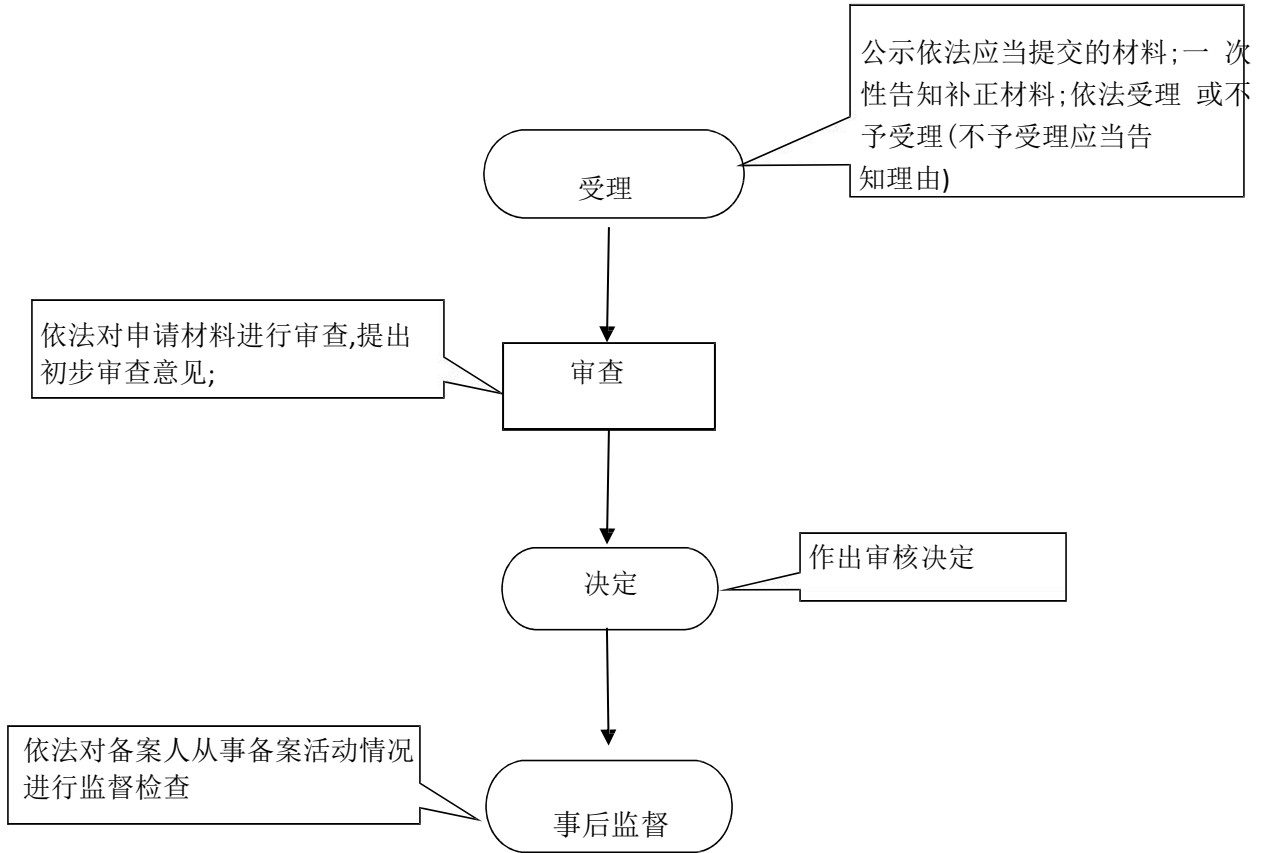 公示依法应当提交的材料;一 次
性告知补正材料;依法受理 或不
予受理(不予受理应当告
知理由)
受理
依法对申请材料进行审查,提出
初步审查意见;
审查
作出审核决定
决定
依法对备案人从事备案活动情况
进行监督检查
事后监督